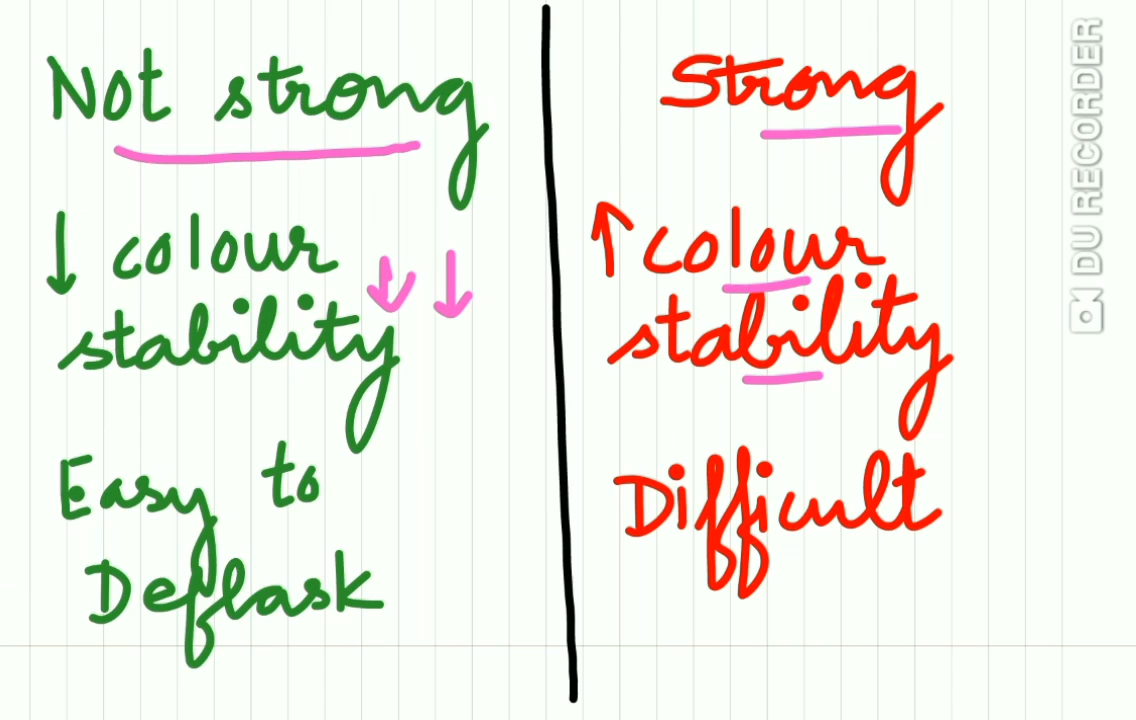 Not strong
↓ colour
stability ↓ ↓
Easy to
Deflask
Strong
↑ colour
stability
Difficult
DU RECORDER